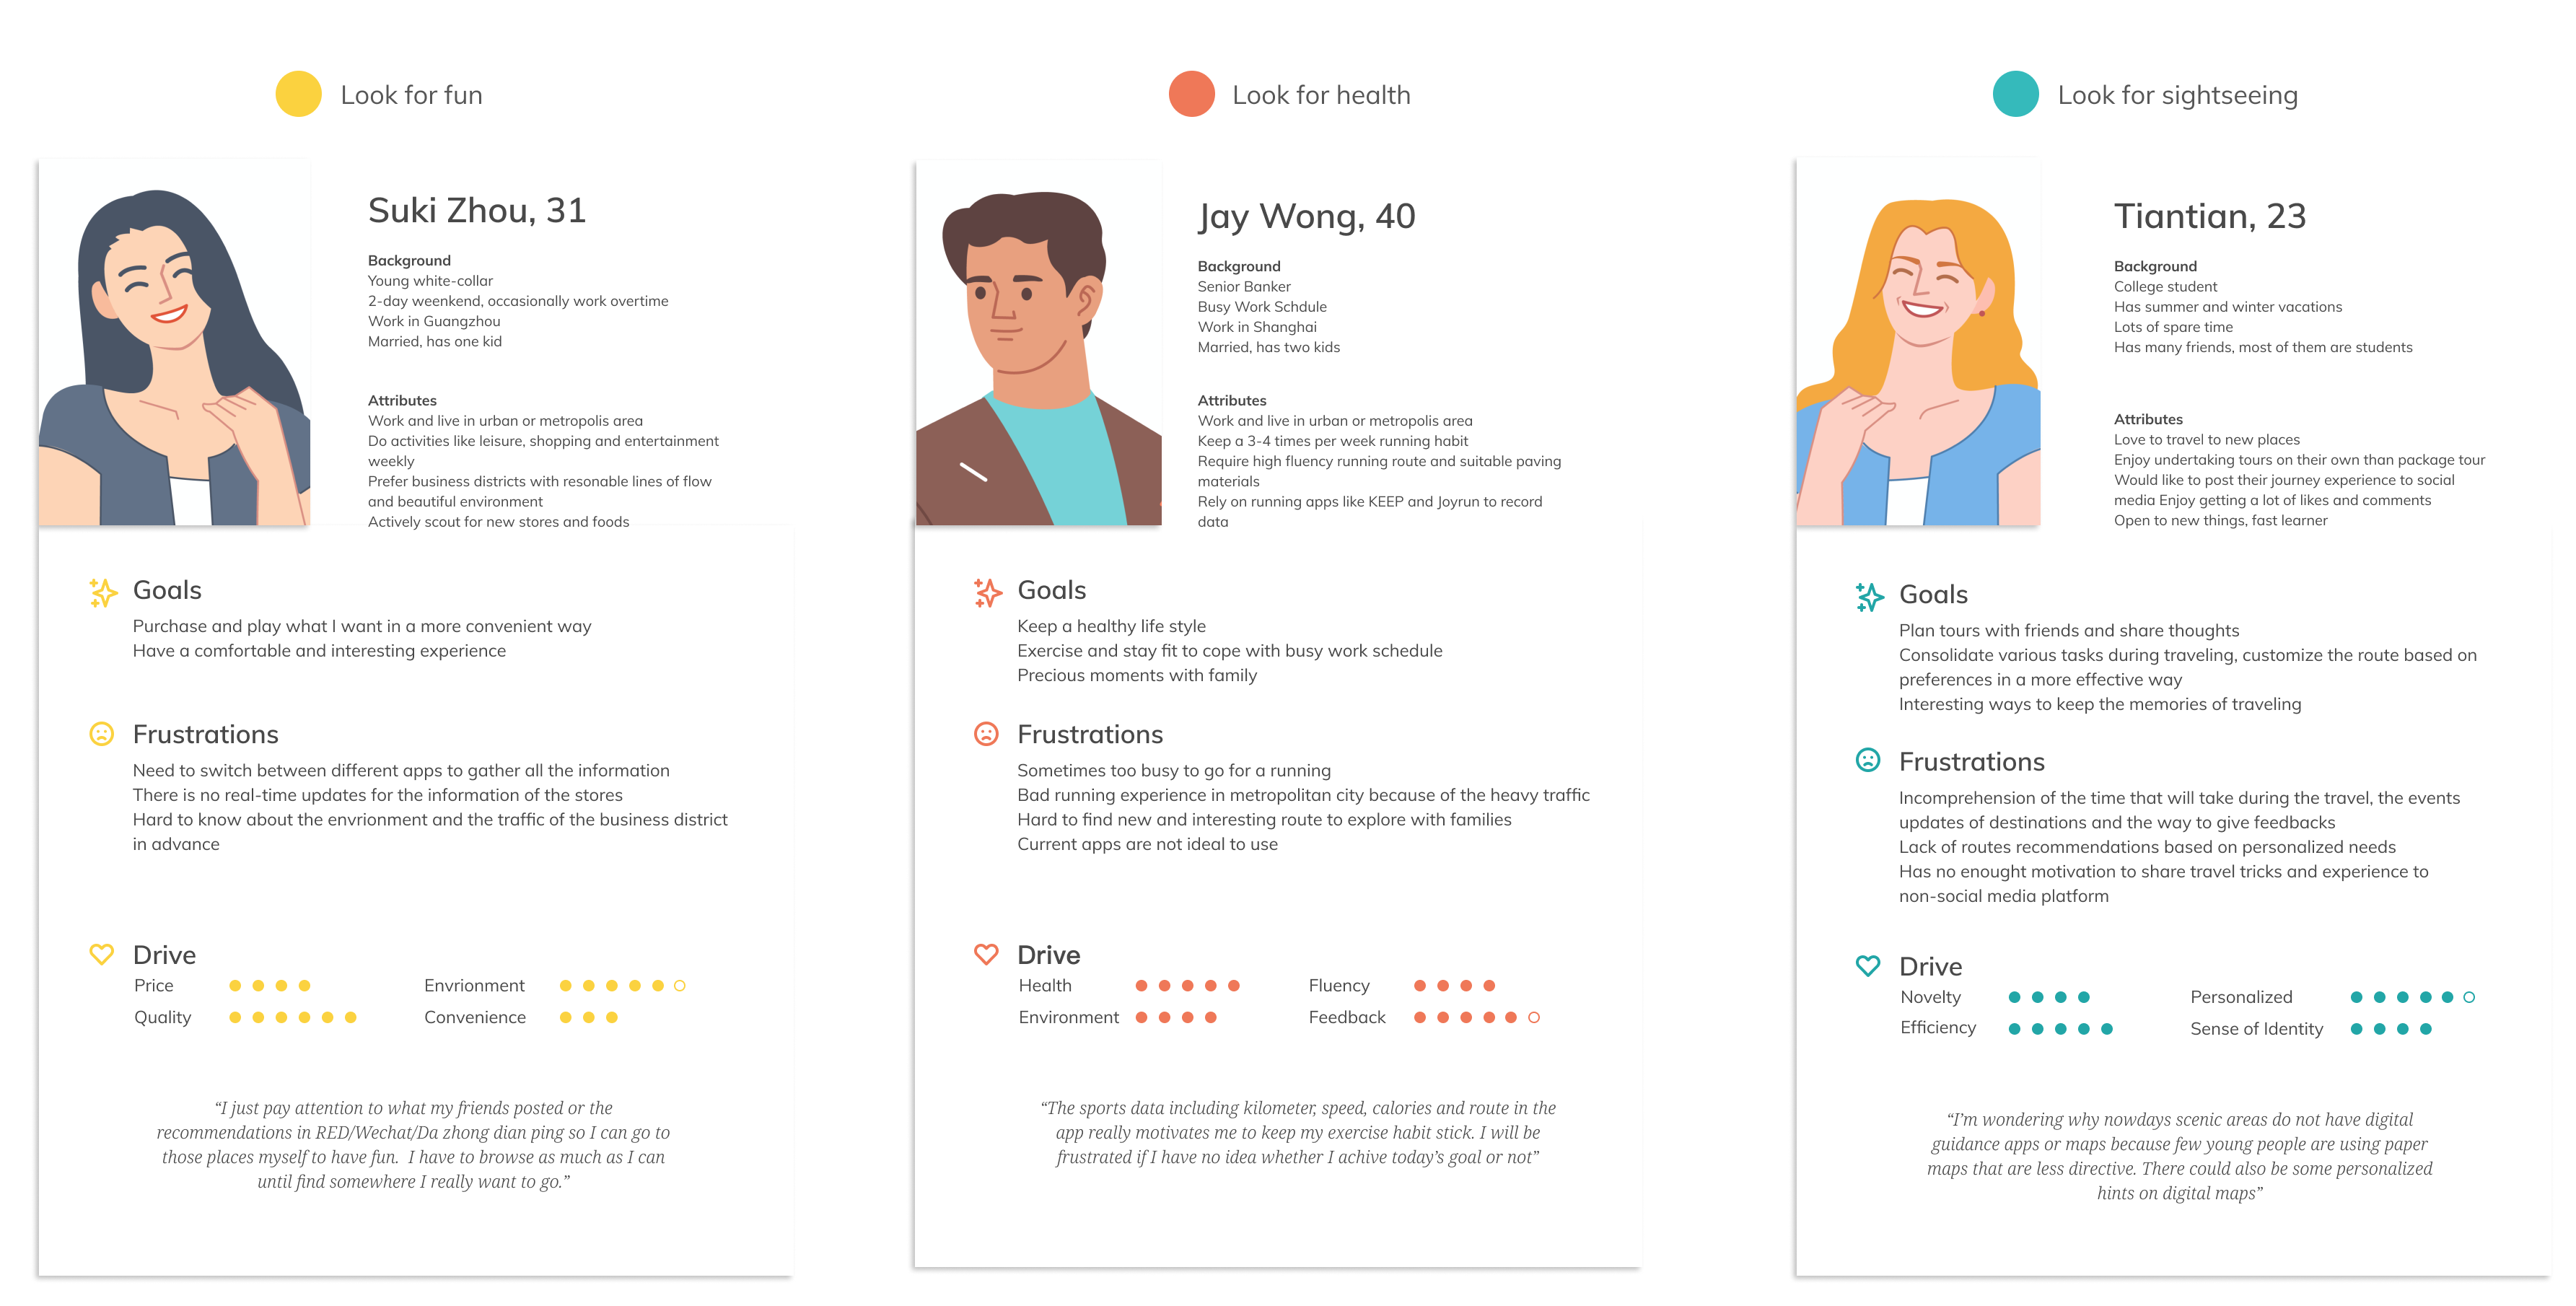 Look for fun
Suki Zhou, 31
Background
Young white-collar
2-day weenkend, occasionally work overtime
Work in Guangzhou
Married, has one kid
Attributes
Work and live in urban or metropolis area
Do activities like leisure, shopping and entertainment
weekly
Prefer business districts with resonable lines of flow
and beautiful environment
Actively scout for new stores and foods
Goals
Purchase and play what I want in a more convenient way
Have a comfortable and interesting experience
Frustrations
Need to switch between different apps to gather all the information
There is no real-time updates for the information of the stores
Hard to know about the envrionment and the traffic of the business district
in advance
Drive
Price
Envrionment
Quality
Convenience
“I just pay attention to what my friends posted or the
recommendations in RED/Wechat/Da zhong dian ping so I can go to
those places myself to have fun. I have to browse as much as I can
until find somewhere I really want to go.”
Look for health
Jay Wong, 40
Background
Senior Banker
Busy Work Schdule
Work in Shanghai
Married, has two kids
Attributes
Work and live in urban or metropolis area
Keep a 3-4 times per week running habit
Require high fluency running route and suitable paving
materials
Rely on running apps like KEEP and Joyrun to record
data
Goals
Keep a healthy life style
Exercise and stay fit to cope with busy work schedule
Precious moments with family
Frustrations
Sometimes too busy to go for a running
Bad running experience in metropolitan city because of the heavy traffic
Hard to find new and interesting route to explore with families
Current apps are not ideal to use
Drive
Health
Fluency
Environment
Feedback
“The sports data including kilometer, speed, calories and route in the
app really motivates me to keep my exercise habit stick. I will be
frustrated if I have no idea whether I achive today’s goal or not”
Look for sightseeing
Tiantian, 23
Background
College student
Has summer and winter vacations
Lots of spare time
Has many friends, most of them are students
Attributes
Love to travel to new places
Enjoy undertaking tours on their own than package tour
Would like to post their journey experience to social
media Enjoy getting a lot of likes and comments
Open to new things, fast learner
Goals
Plan tours with friends and share thoughts
Consolidate various tasks during traveling, customize the route based on
preferences in a more effective way
Interesting ways to keep the memories of traveling
Frustrations
Incomprehension of the time that will take during the travel, the events
updates of destinations and the way to give feedbacks
Lack of routes recommendations based on personalized needs
Has no enought motivation to share travel tricks and experience to
non-social media platform
Drive
Novelty
Personalized
Efficiency
Sense of Identity
“I’m wondering why nowdays scenic areas do not have digital
guidance apps or maps because few young people are using paper
maps that are less directive. There could also be some personalized
hints on digital maps”